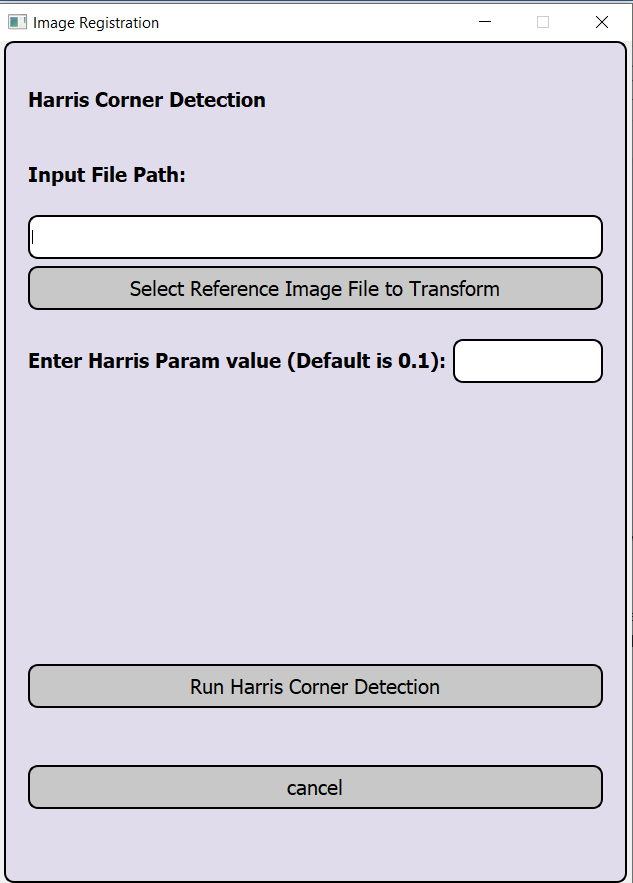 Image Registration
Harris Corner Detection
Input File Path:
Select Reference Image File to Transform
Enter Harris Param value (Default is 0.1):
Run Harris Corner Detection
cancel